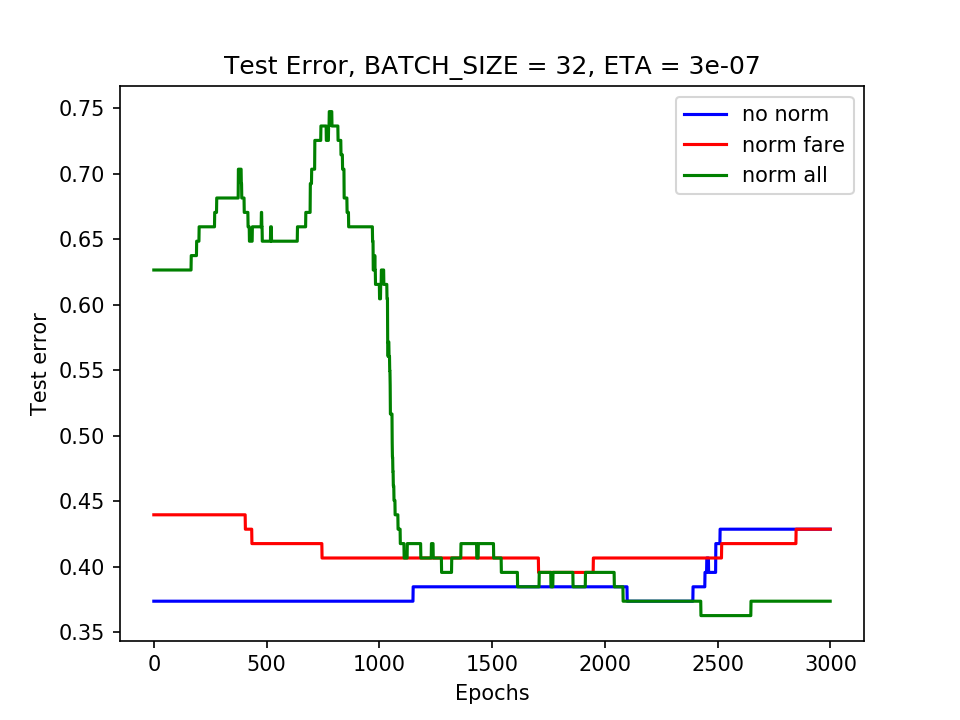 Test Error, BATCH_SIZE = 32, ETA = 3e-07
no norm
norm fare
norm all
Test error
0.75
0.70
0.65
0.60
0.55
0.50
0.45
0.40
0.35
0 500 1000 1500 2000 2500 3000
Epochs